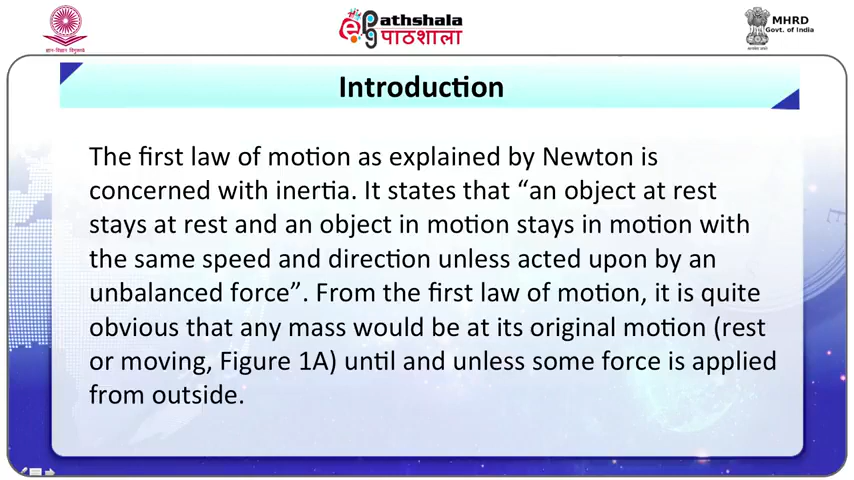 ज्ञान-विज्ञान विमुक्तये
ePathshala
पाठशाला
MHRD
Govt. of India
Introduction
The first law of motion as explained by Newton is
concerned with inertia. It states that “an object at rest
stays at rest and an object in motion stays in motion with
the same speed and direction unless acted upon by an
unbalanced force”. From the first law of motion, it is quite
obvious that any mass would be at its original motion (rest
or moving, Figure 1A) until and unless some force is applied
from outside.